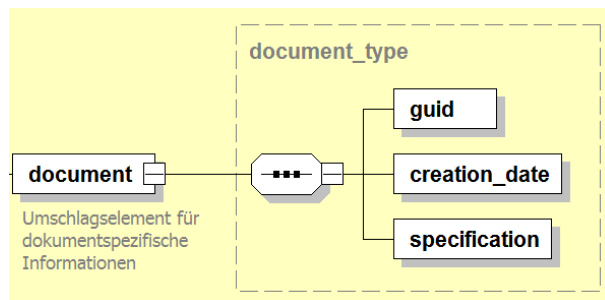 document_type
guid
document
creation_date
Umschlagselement für
dokumentspezifische
Informationen
specification